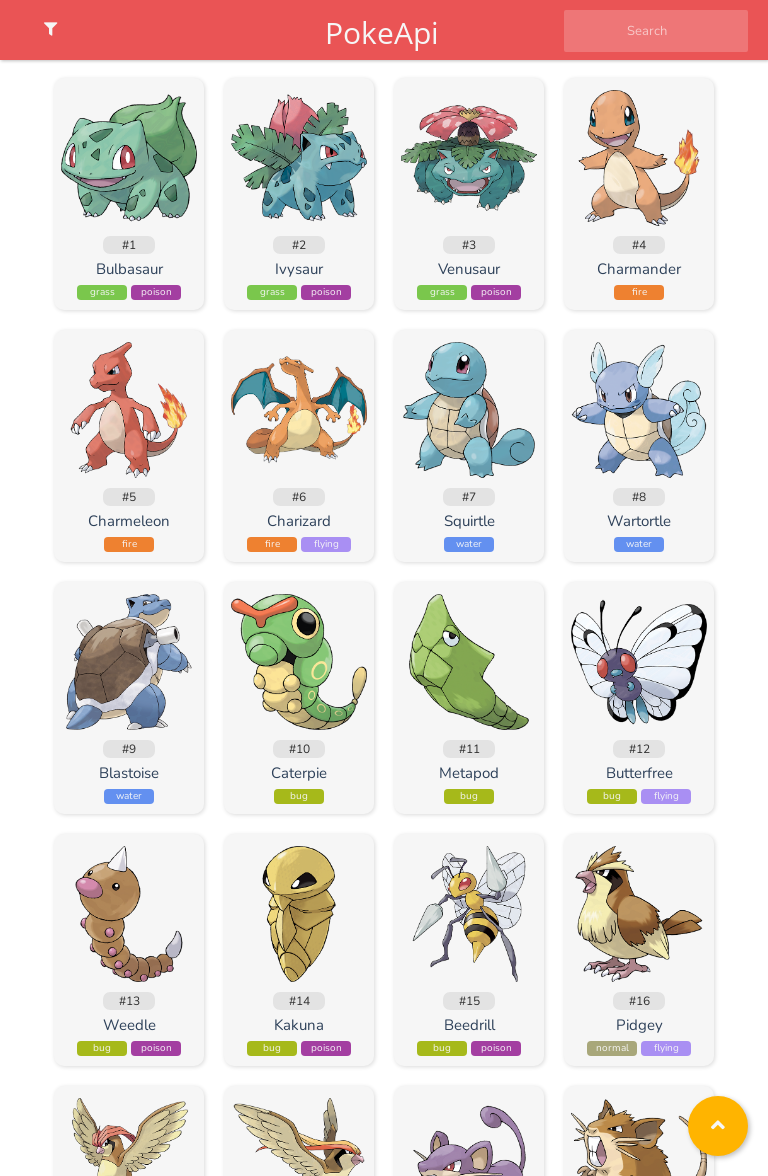 PokeApi
Search
#1
Bulbasaur
grass poison
#2
Ivysaur
grass poison
#3
Venusaur
grass poison
#4
Charmander
fire
#5
Charmeleon
fire
#6
Charizard
fire flying
#7
Squirtle
water
#8
Wartortle
water
#9
Blastoise
water
#10
Caterpie
bug
#11
Metapod
bug
#12
Butterfree
bug flying
#13
Weedle
bug poison
#14
Kakuna
bug poison
#15
Beedrill
bug poison
#16
Pidgey
normal flying